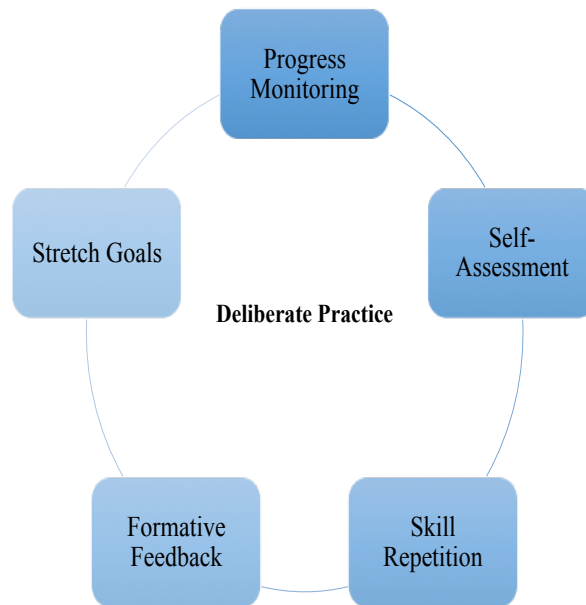 Progress
Monitoring
Self-
Assessment
Skill
Repetition
Formative
Feedback
Stretch Goals
Deliberate Practice